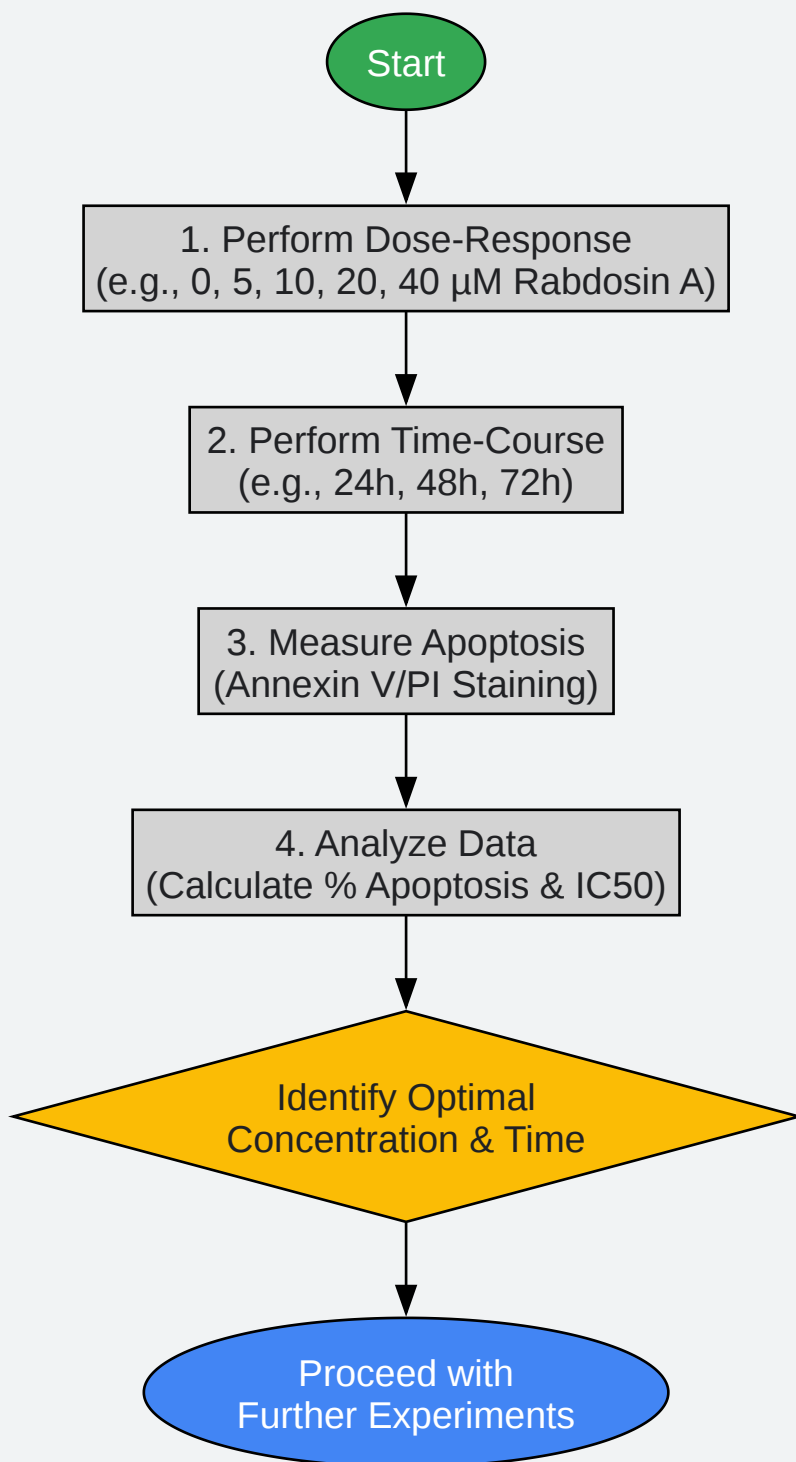 Start
1. Perform Dose-Response
(e.g., 0, 5, 10, 20, 40 µM Rabdosin A)
2. Perform Time-Course
(e.g., 24h, 48h, 72h)
3. Measure Apoptosis
(Annexin V/PI Staining)
4. Analyze Data
(Calculate % Apoptosis & IC50)
Identify Optimal
Concentration & Time
Proceed with
Further Experiments